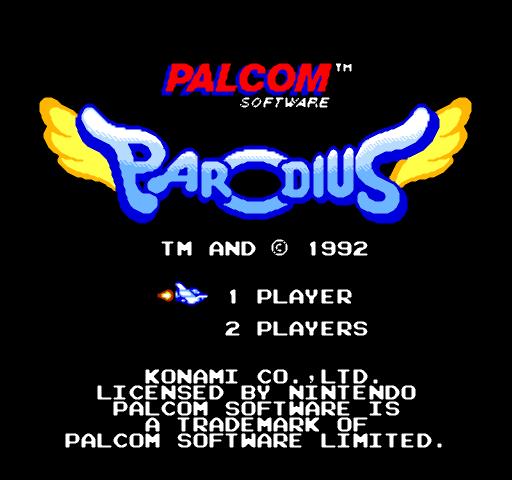 PALCOM™
SOFTWARE
PARODIUS
TM AND © 1992
1 PLAYER
2 PLAYERS
KONAMI CO.,LTD.
LICENSED BY NINTENDO
PALCOM SOFTWARE IS
A TRADEMARK OF
PALCOM SOFTWARE LIMITED.